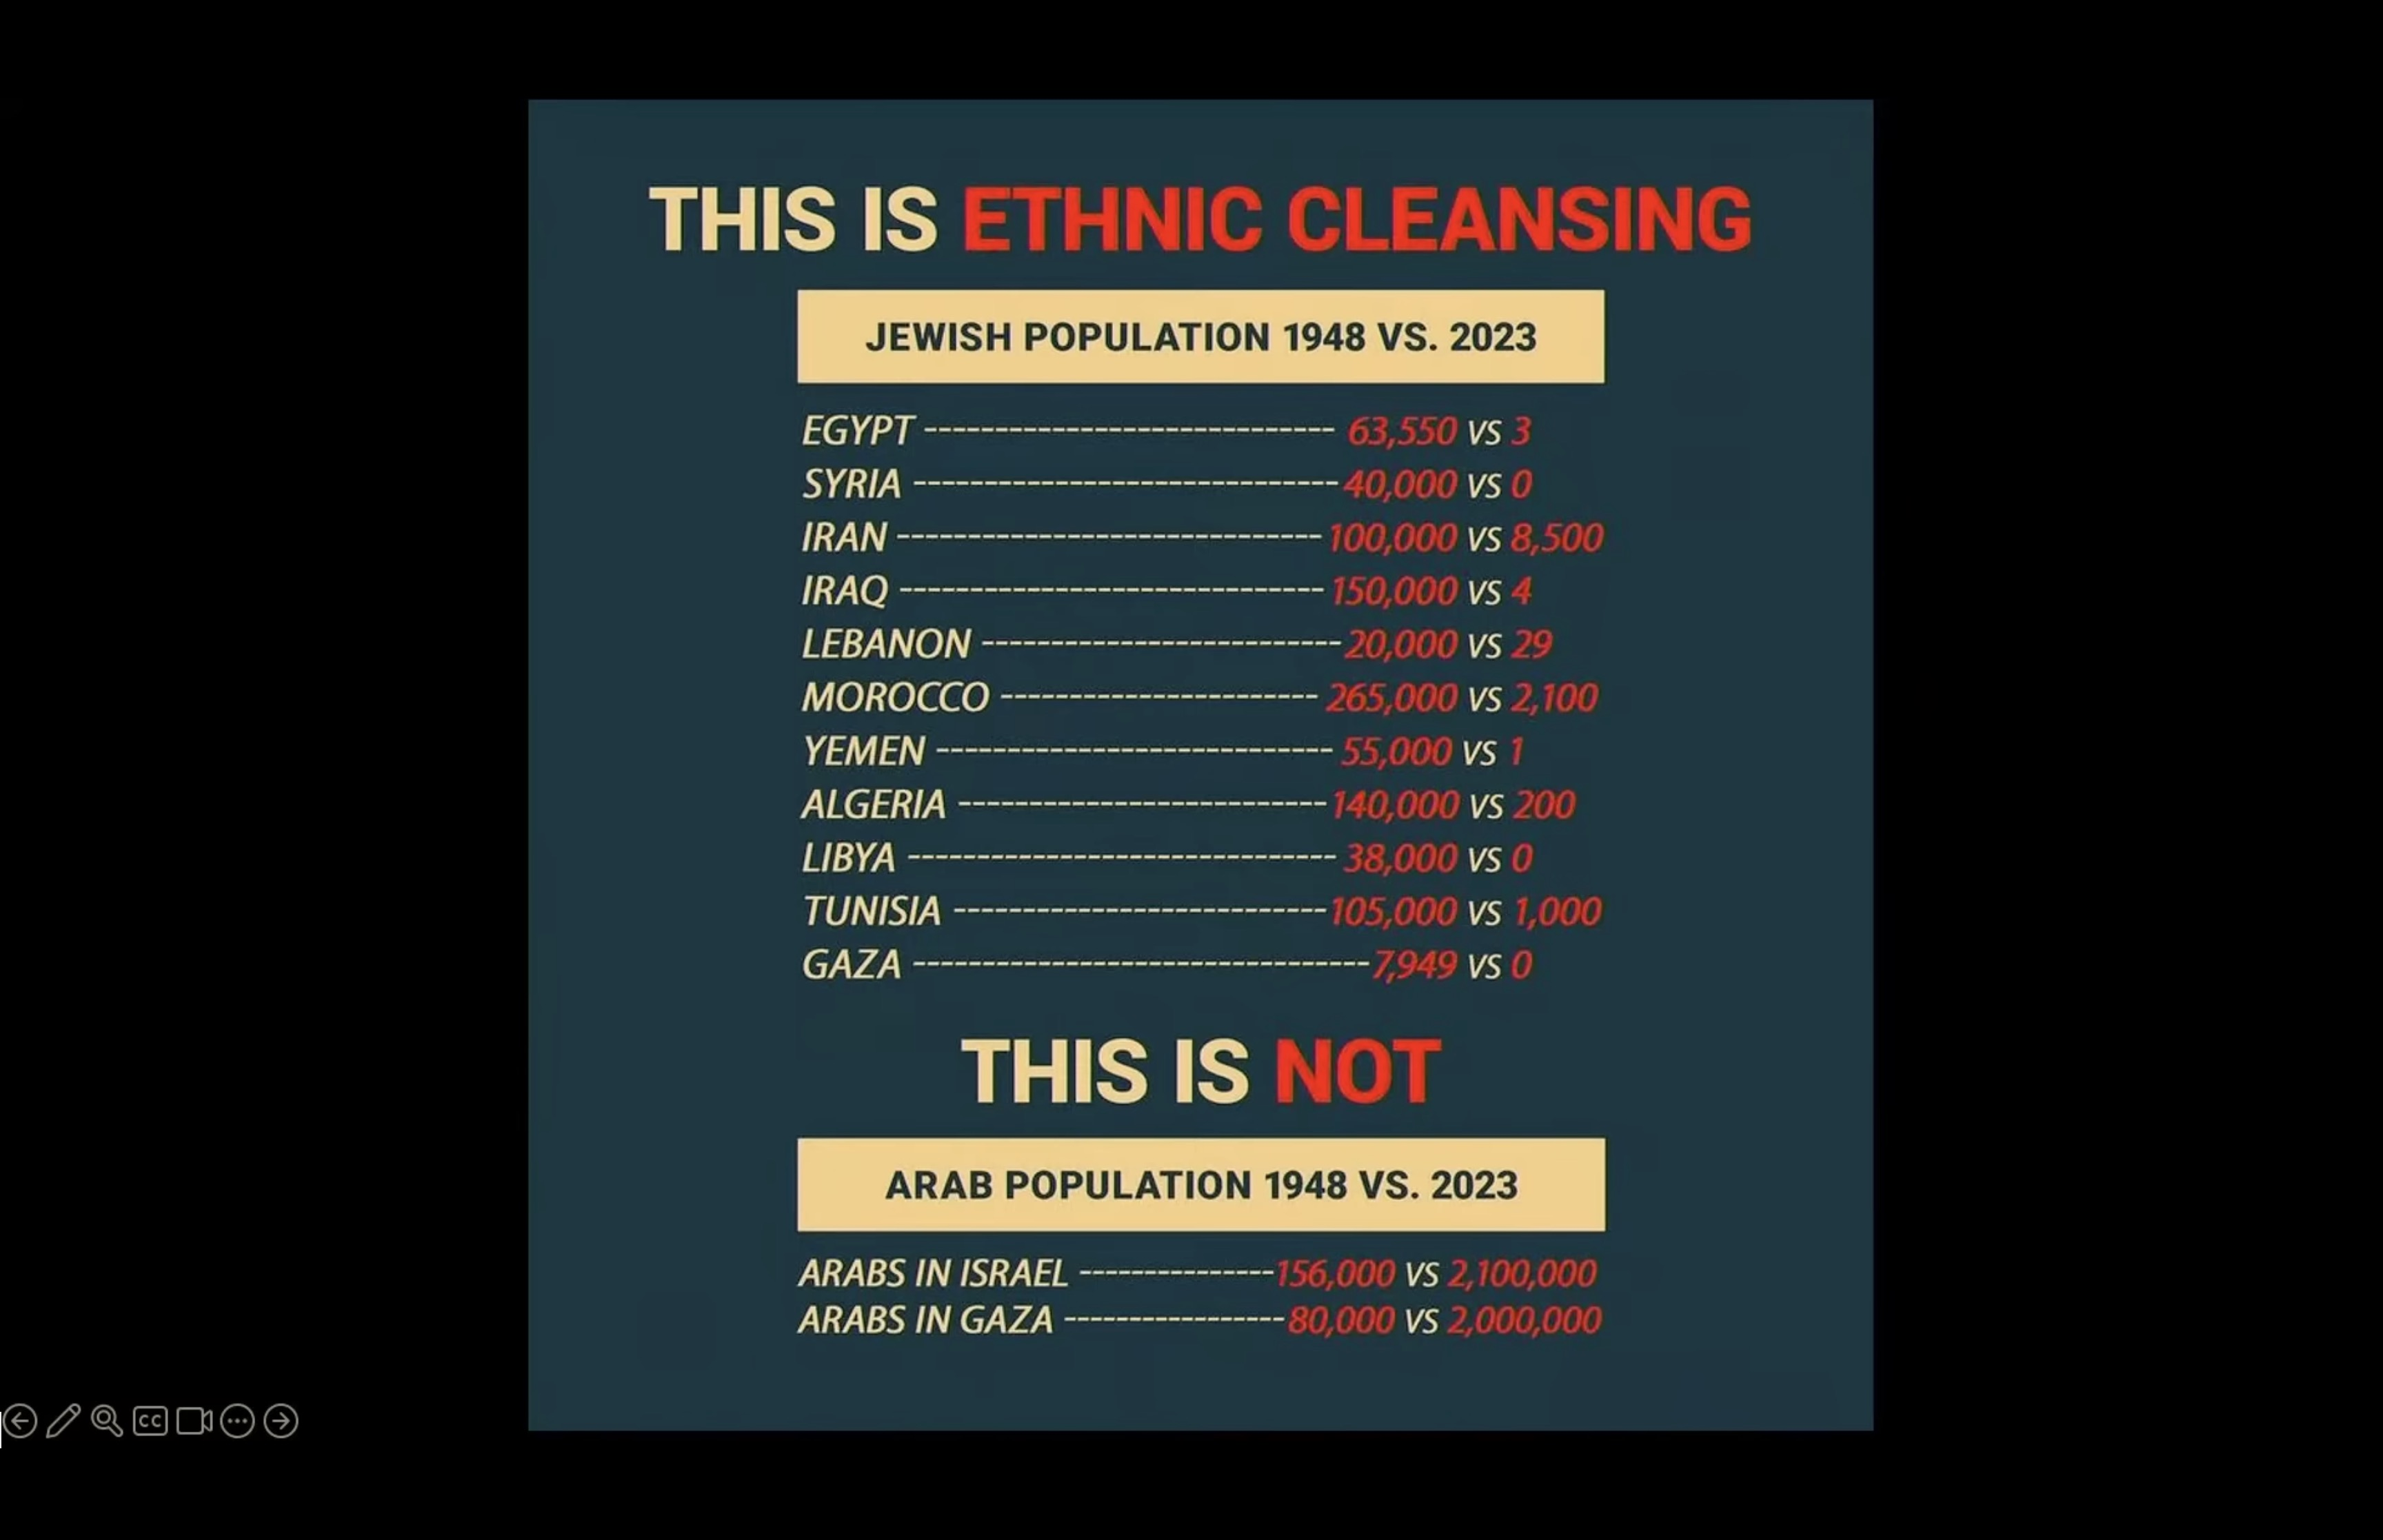 THIS IS ETHNIC CLEANSING
JEWISH POPULATION 1948 VS. 2023
EGYPT ----------------------------- 63,550 VS 3
SYRIA ------------------------------ 40,000 VS 0
IRAN ------------------------------ 100,000 VS 8,500
IRAQ ------------------------------ 150,000 VS 4
LEBANON -------------------------- 20,000 VS 29
MOROCCO ----------------------- 265,000 VS 2,100
YEMEN ---------------------------- 55,000 VS 1
ALGERIA -------------------------- 140,000 VS 200
LIBYA ------------------------------ 38,000 VS 0
TUNISIA -------------------------- 105,000 VS 1,000
GAZA -------------------------------- 7,949 VS 0
THIS IS NOT
ARAB POPULATION 1948 VS. 2023
ARABS IN ISRAEL --------------- 156,000 VS 2,100,000
ARABS IN GAZA ----------------- 80,000 VS 2,000,000
CC